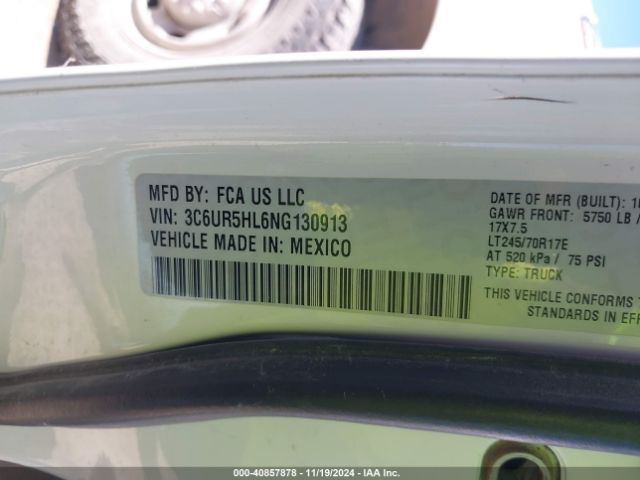 MFD BY: FCA US LLC
VIN: 3C6UR5HL6NG130913
VEHICLE MADE IN: MEXICO
DATE OF MFR (BUILT):
GAWR FRONT: 5750 LB /
17X7.5
LT245/70R17E
AT 520 kPa / 75 PSI
TYPE: TRUCK
THIS VEHICLE CONFORMS
STANDARDS IN EFF
000-40857878 - 11/19/2024 - IAA Inc.